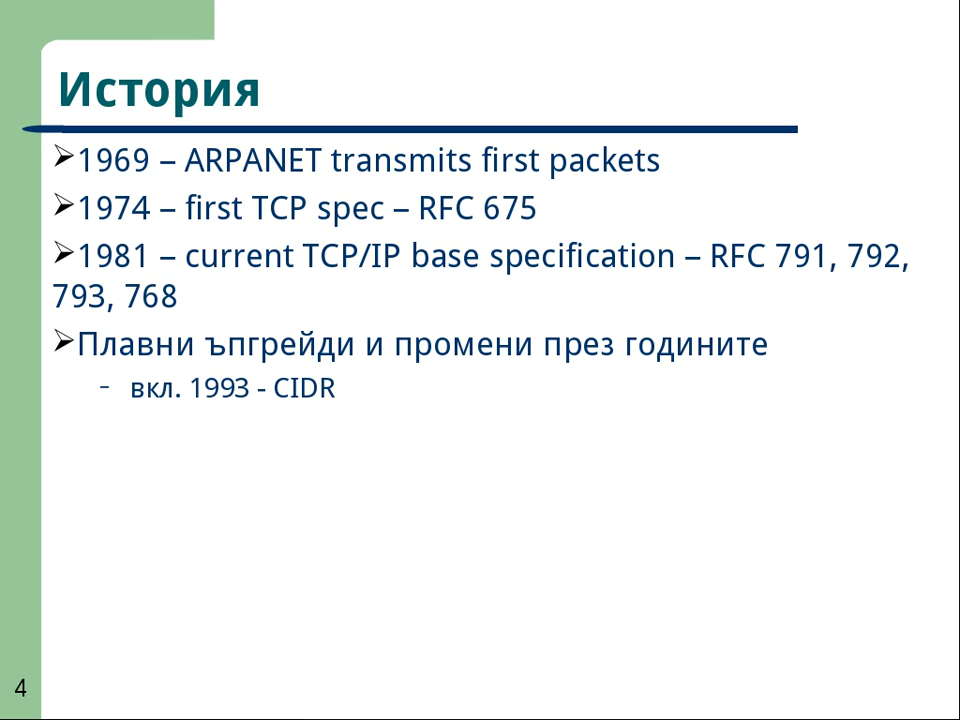 История
➢1969 – ARPANET transmits first packets
➢1974 – first TCP spec – RFC 675
➢1981 – current TCP/IP base specification – RFC 791, 792,
793, 768
➢Плавни ъпгрейди и промени през годините
– вкл. 1993 - CIDR
4